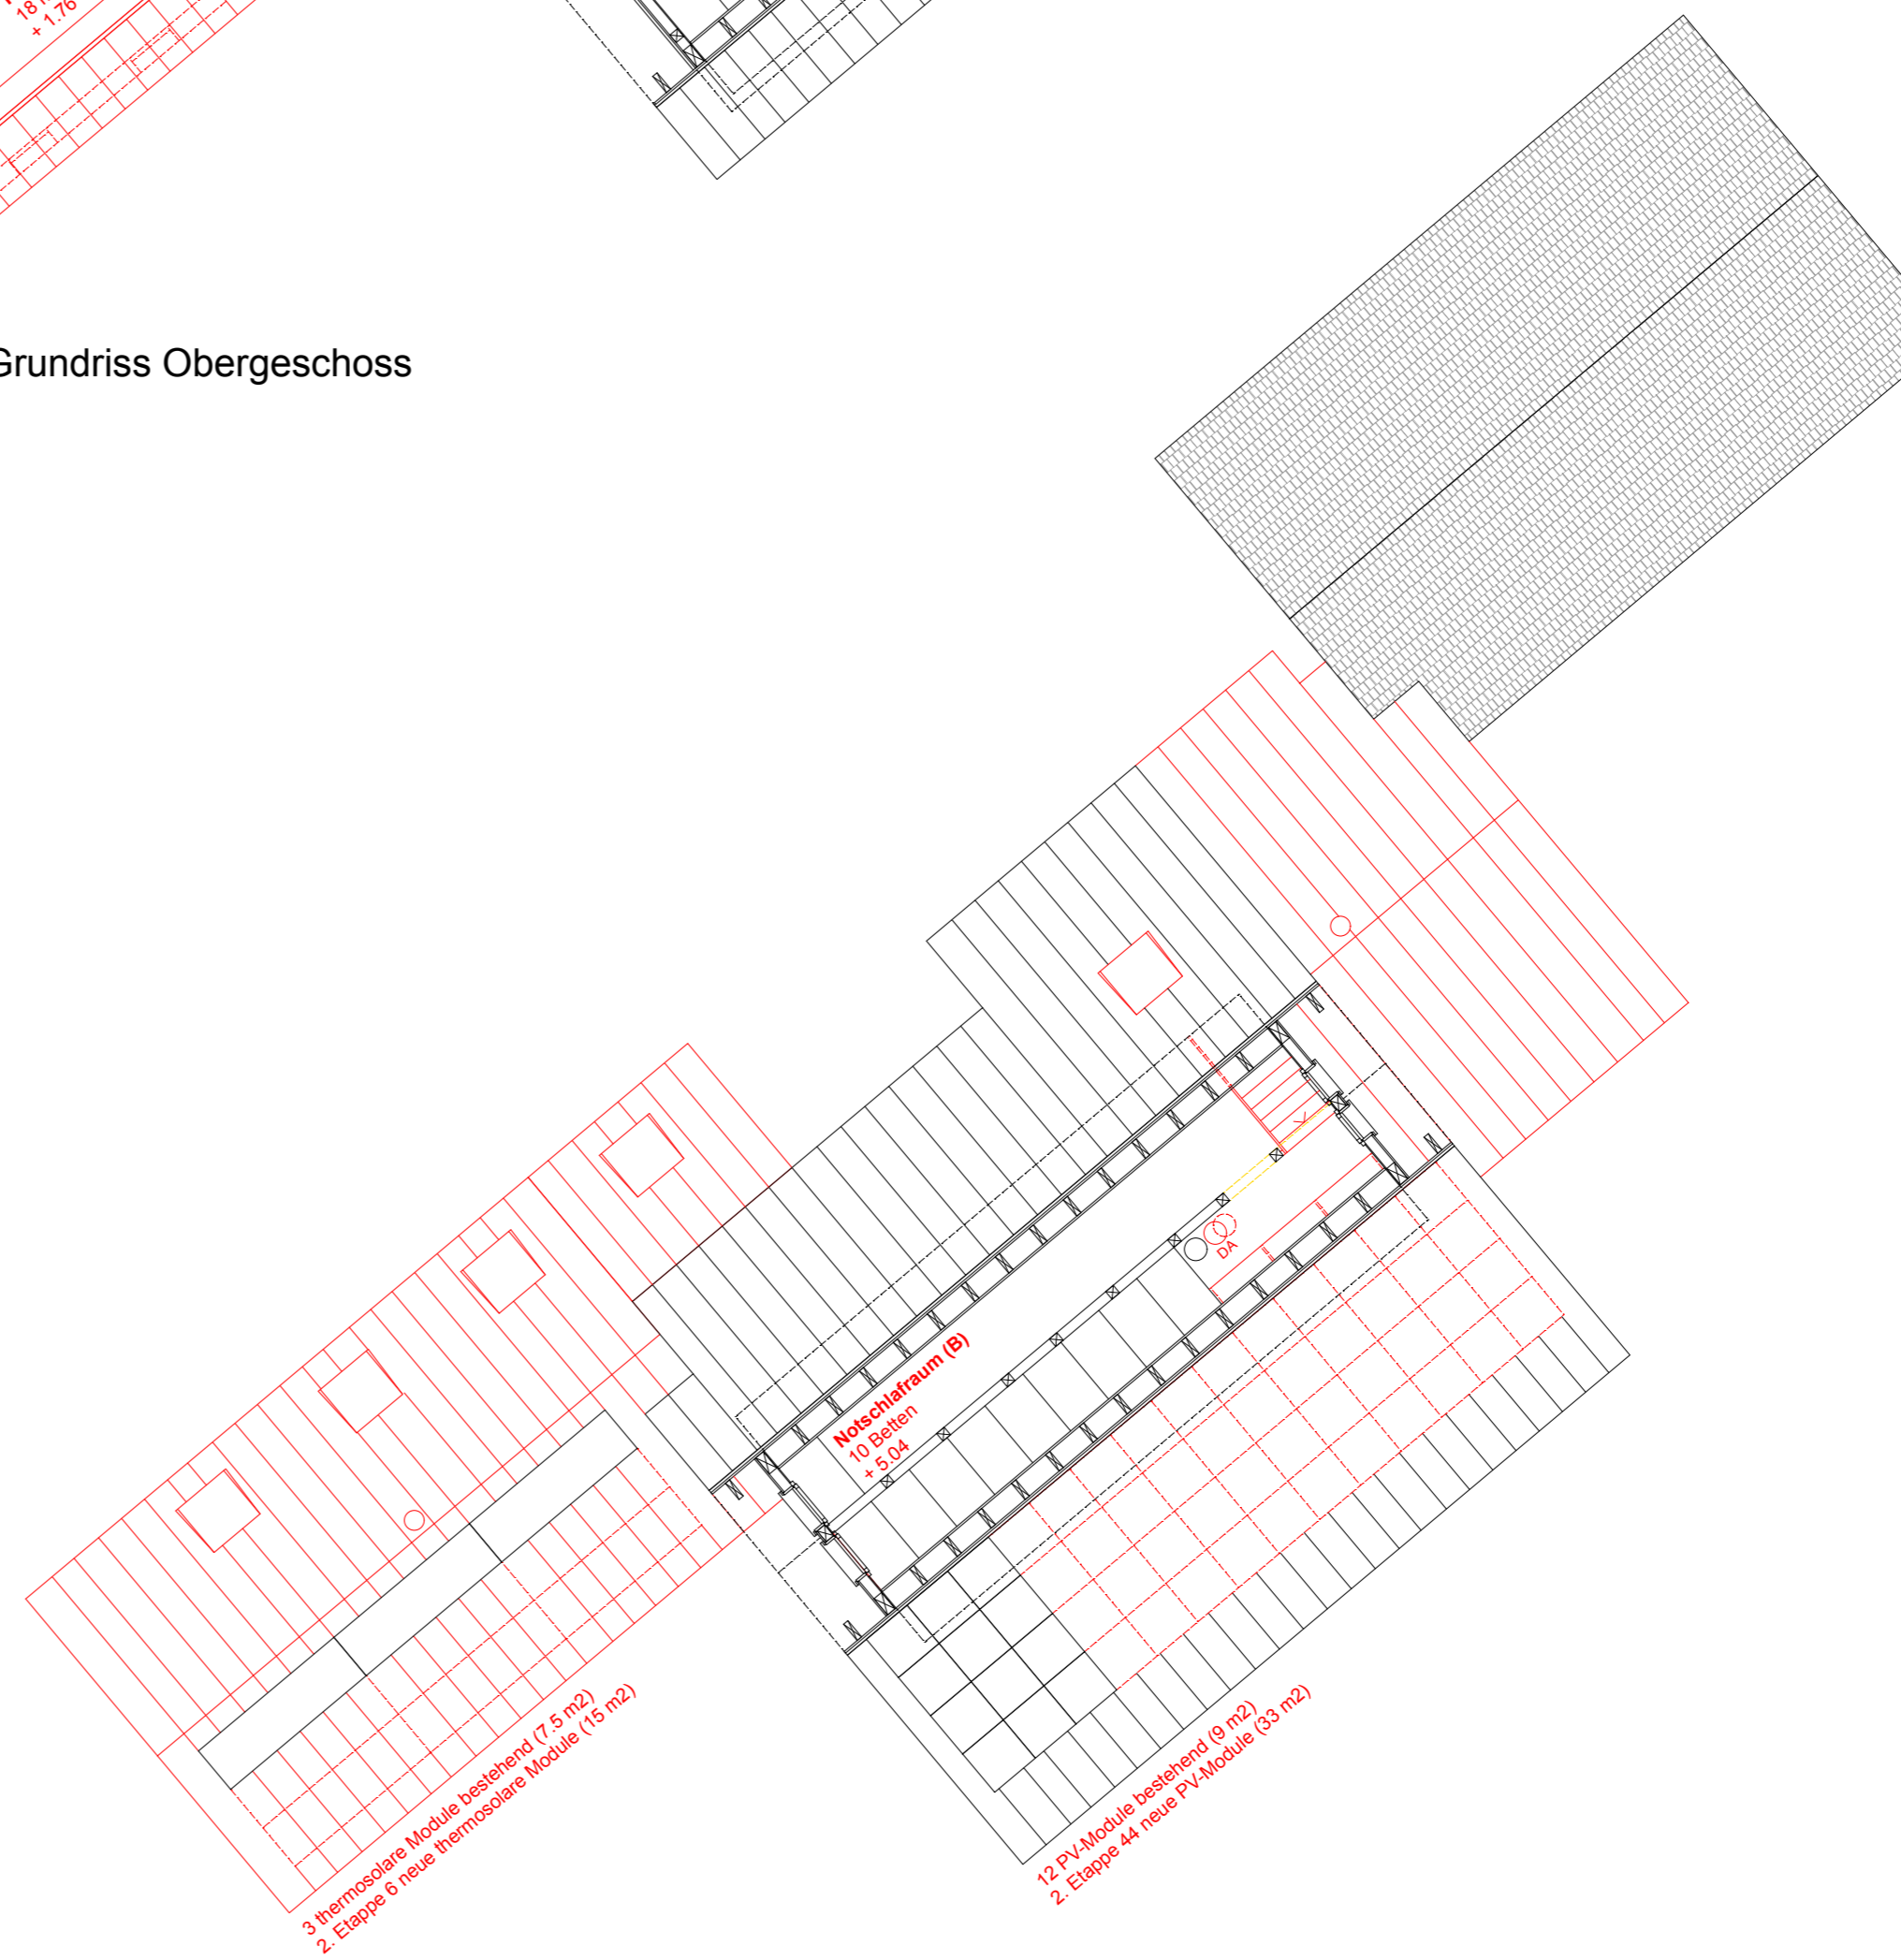 18
+ 1.76
Grundriss Obergeschoss
DA
Notschlafraum (B)
10 Betten
+ 5.04
3 thermosolare Module bestehend (7.5 m2)
2. Etappe 6 neue thermosolare Module (15 m2)
12 PV-Module bestehend (9 m2)
2. Etappe 44 neue PV-Module (33 m2)